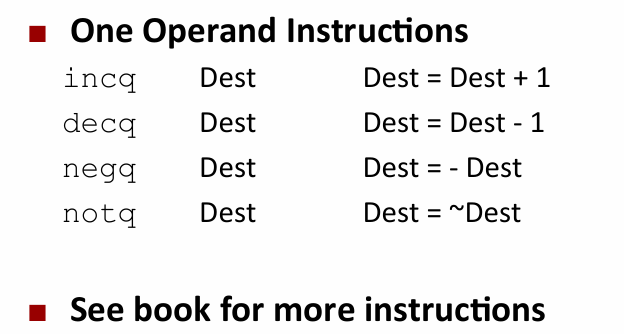 One Operand Instructions
incq Dest Dest = Dest + 1
decq Dest Dest = Dest - 1
negq Dest Dest = - Dest
notq Dest Dest = ~Dest
See book for more instructions